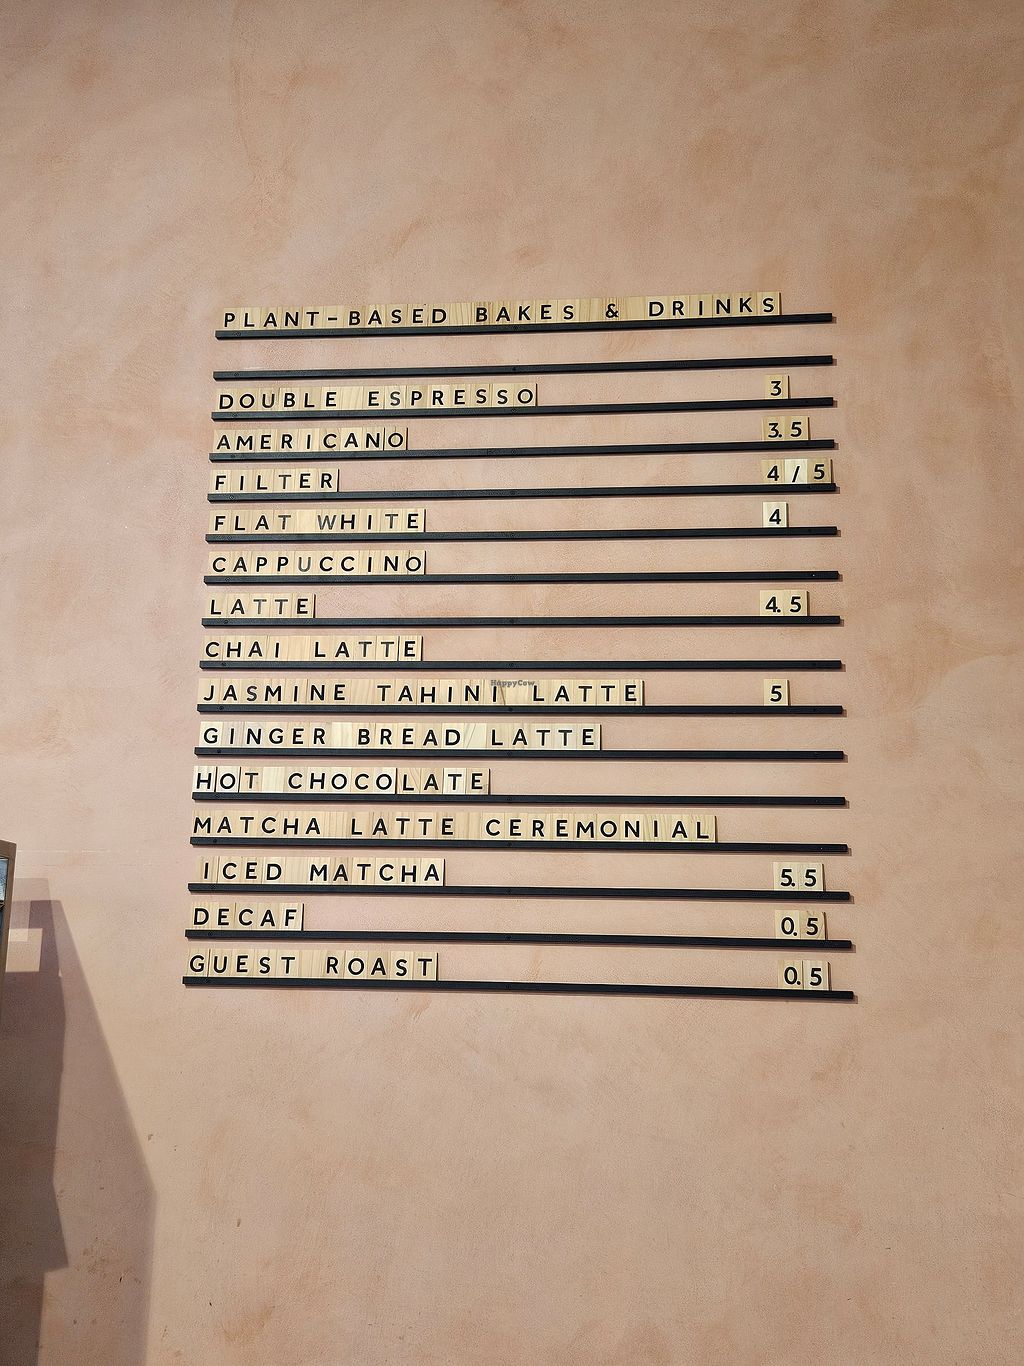 PLANT-BASED BAKES & DRINKS
DOUBLE ESPRESSO 3
AMERICANO 3.5
FILTER 4/5
FLAT WHITE 4
CAPPUCCINO
LATTE 4.5
CHAI LATTE
HappyCow
JASMINE TAHINI LATTE 5
GINGER BREAD LATTE
HOT CHOCOLATE
MATCHA LATTE CEREMONIAL
ICED MATCHA 5.5
DECAF 0.5
GUEST ROAST 0.5